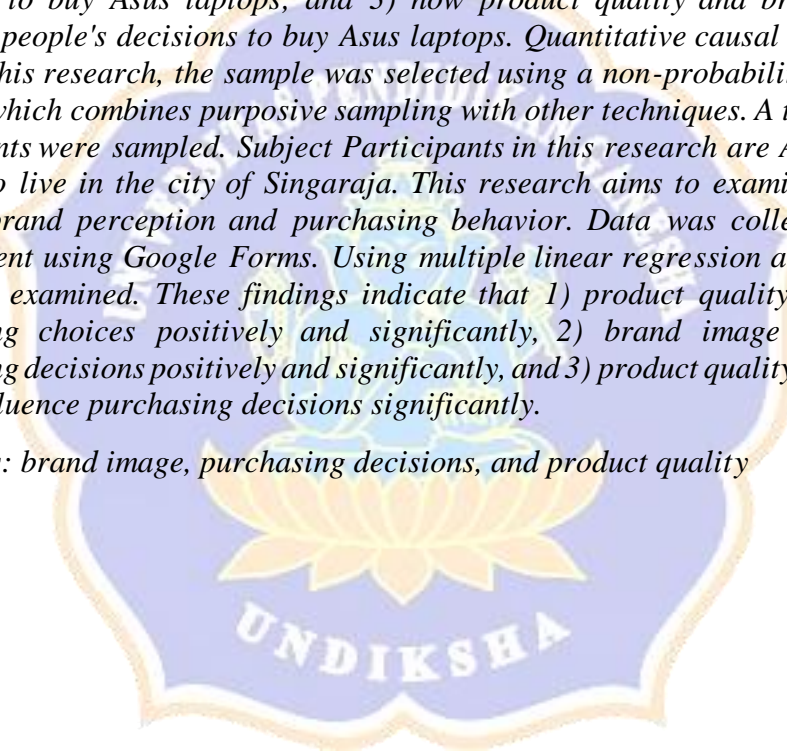 to buy Asus laptops, and 3) how product quality and br
people's decisions to buy Asus laptops. Quantitative causal
his research, the sample was selected using a non-probabili
which combines purposive sampling with other techniques. A t
nts were sampled. Subject Participants in this research are A
o live in the city of Singaraja. This research aims to exami
brand perception and purchasing behavior. Data was colle
ent using Google Forms. Using multiple linear regression a
examined. These findings indicate that 1) product quality
ng choices positively and significantly, 2) brand image
ng decisions positively and significantly, and 3) product quality
luence purchasing decisions significantly.
: brand image, purchasing decisions, and product quality
UNIVERSITAS PENDIDIKAN GANESHA
UNDIKSHA